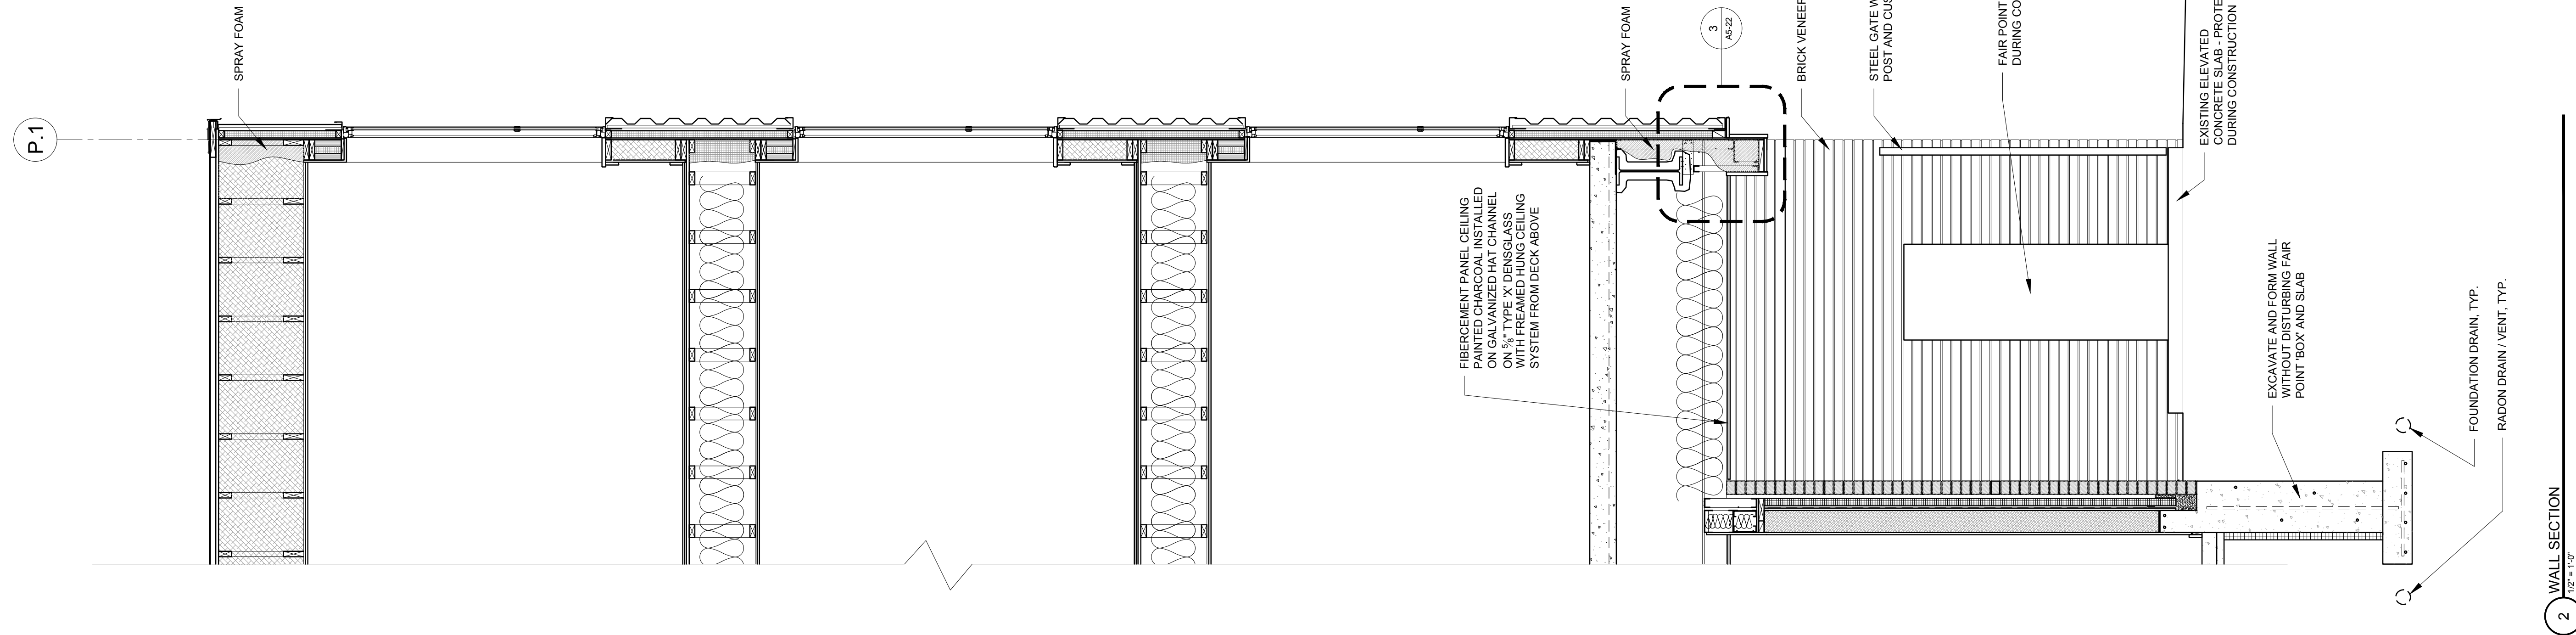 P.1
SPRAY FOAM
SPRAY FOAM
3
A5-22
BRICK VENEER
STEEL GATE
POST AND
FAIR POINT
DURING
EXISTING ELEVATED
CONCRETE SLAB -
DURING CONSTRUCTION
FIBERCEMENT PANEL CEILING
PAINTED CHARCOAL INSTALLED
ON GALVANIZED HAT CHANNEL
ON 5/8" TYPE 'X' DENSGLASS
WITH FREAMED HUNG CEILING
SYSTEM FROM DECK ABOVE
EXCAVATE AND FORM WALL
WITHOUT DISTURBING FAIR
POINT 'BOX' AND SLAB
FOUNDATION DRAIN, TYP.
RADON DRAIN / VENT, TYP.
2
WALL SECTION
1/2" = 1'-0"